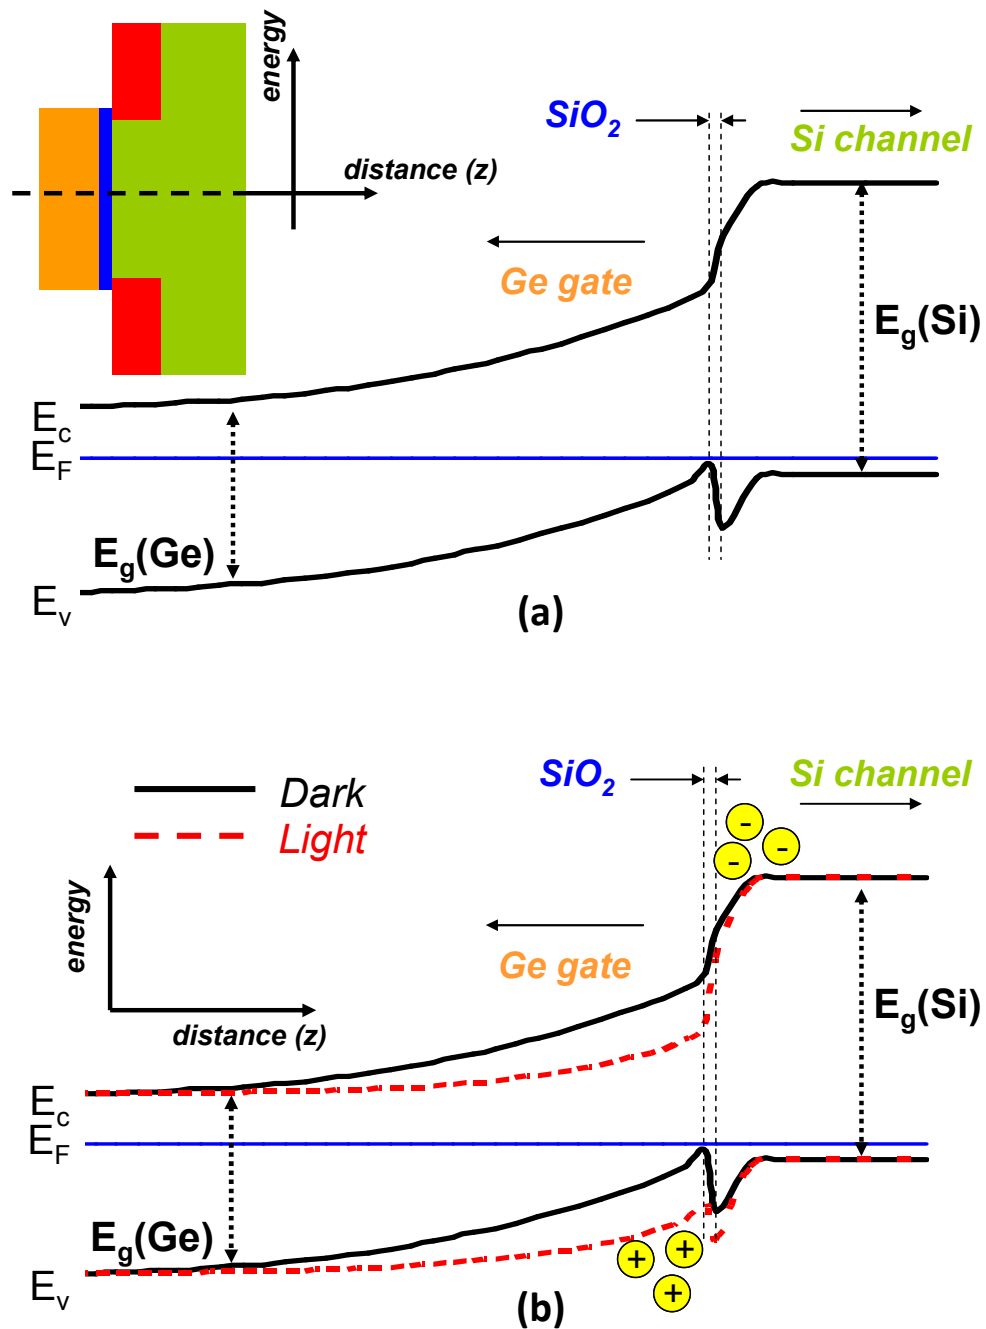 energy
distance (z)
SiO2
Si channel
Ge gate
Eg(Si)
Ec
EF
Eg(Ge)
Ev
(a)
SiO2
Si channel
Dark
Light
- - -
energy
distance (z)
Ge gate
Eg(Si)
Ec
EF
Eg(Ge)
+ + +
Ev
(b)